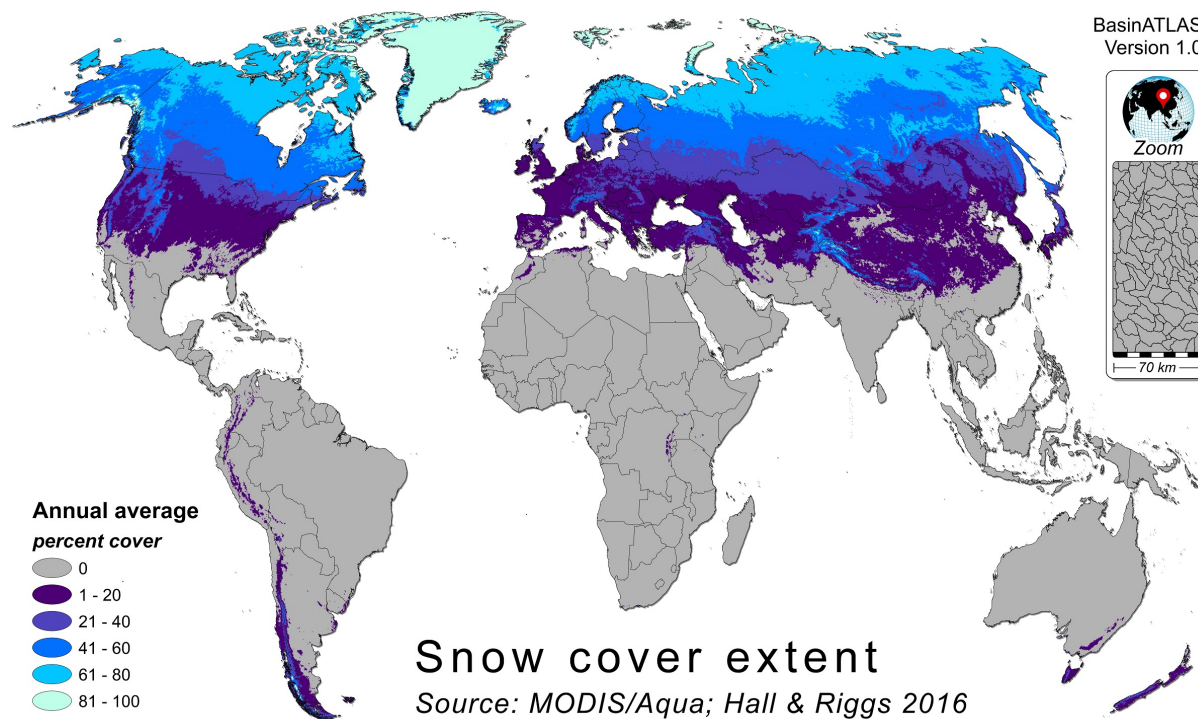 BasinATLAS
Version 1.0
Zoom
70 km
Annual average
percent cover
0
1 - 20
21 - 40
41 - 60
61 - 80
81 - 100
Snow cover extent
Source: MODIS/Aqua; Hall & Riggs 2016